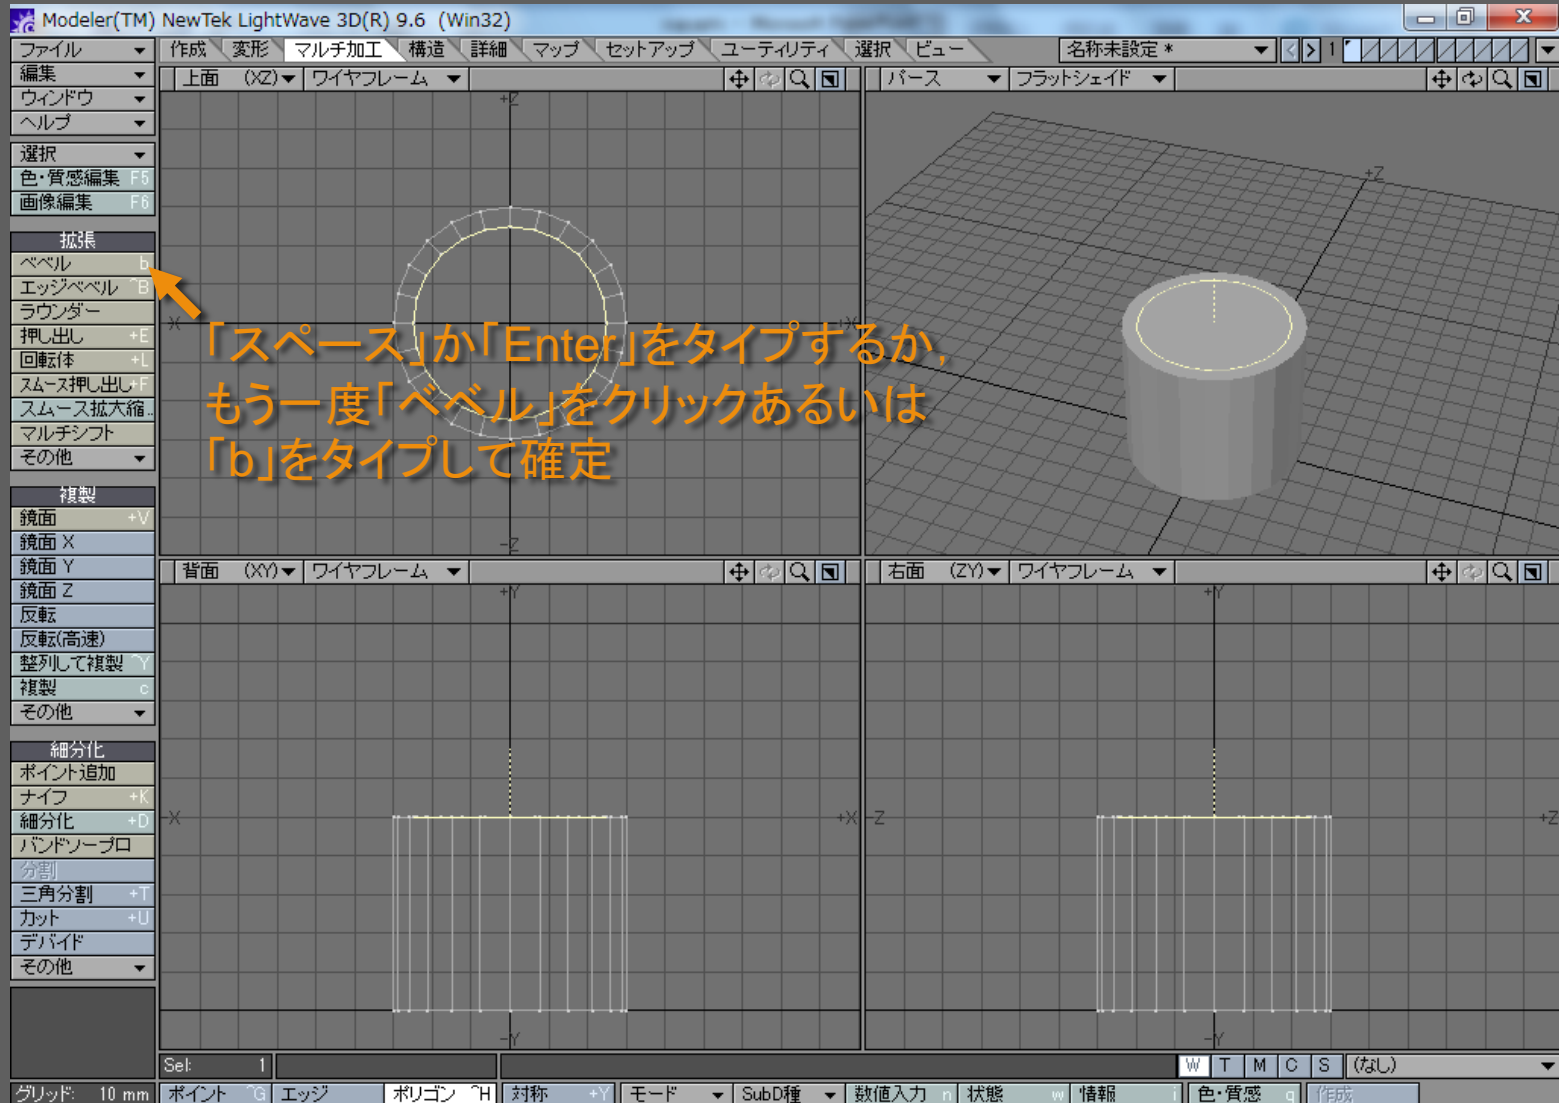 Modeler(TM) NewTek LightWave 3D(R) 9.6 (Win32)
ファイル
作成 変形 マルチ加工 構造 詳細 マップ セットアップ ユーティリティ 選択 ビュー
名称未設定 * 1
編集
ウィンドウ
ヘルプ
選択
色・質感編集 F5
画像編集 F6
拡張
ベベル b
エッジベベル ^B
ラウンダー
押し出し +E
回転体 +L
スムース押し出し+F
スムース拡大縮..
マルチシフト
その他
複製
鏡面 +V
鏡面 X
鏡面 Y
鏡面 Z
反転
反転(高速)
整列して複製 ^Y
複製 c
その他
細分化
ポイント追加
ナイフ +K
細分化 +D
バンドソープロ
分割
三角分割 +T
カット +U
デバイド
その他
上面 (XZ) ワイヤフレーム
+Z
-X
+X
-Z
パース フラットシェイド
+Z
「スペース」か「Enter」をタイプするか,
もう一度「ベベル」をクリックあるいは
「b」をタイプして確定
背面 (XY) ワイヤフレーム
+Y
-X
+X
-Y
右面 (ZY) ワイヤフレーム
+Y
-Z
+Z
-Y
Sel: 1
W T M C S (なし)
グリッド: 10 mm ポイント ^G エッジ ポリゴン ^H 対称 +Y モード SubD種 数値入力 n 状態 w 情報 i 色・質感 q 作成